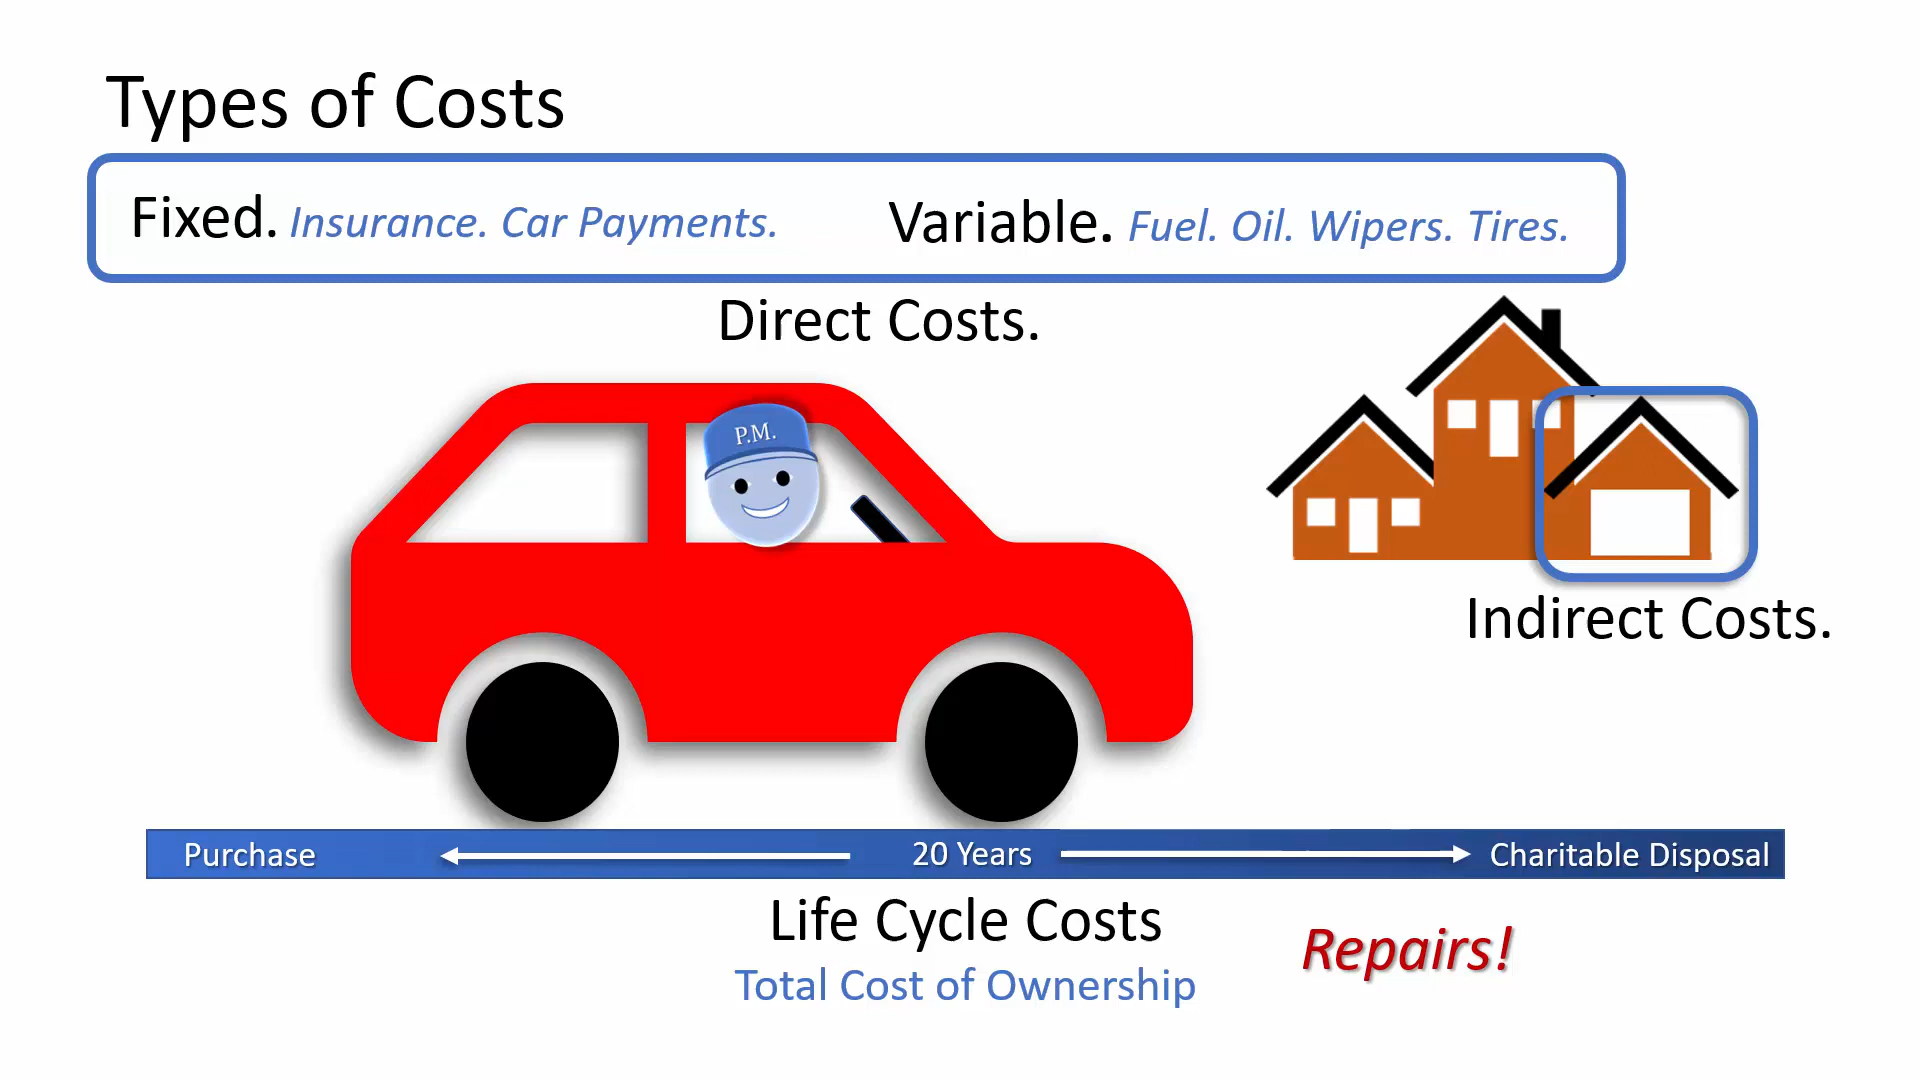 Types of Costs
Fixed. Insurance. Car Payments. Variable. Fuel. Oil. Wipers. Tires.
Direct Costs.
P.M.
Indirect Costs.
Purchase 20 Years Charitable Disposal
Life Cycle Costs
Repairs!
Total Cost of Ownership